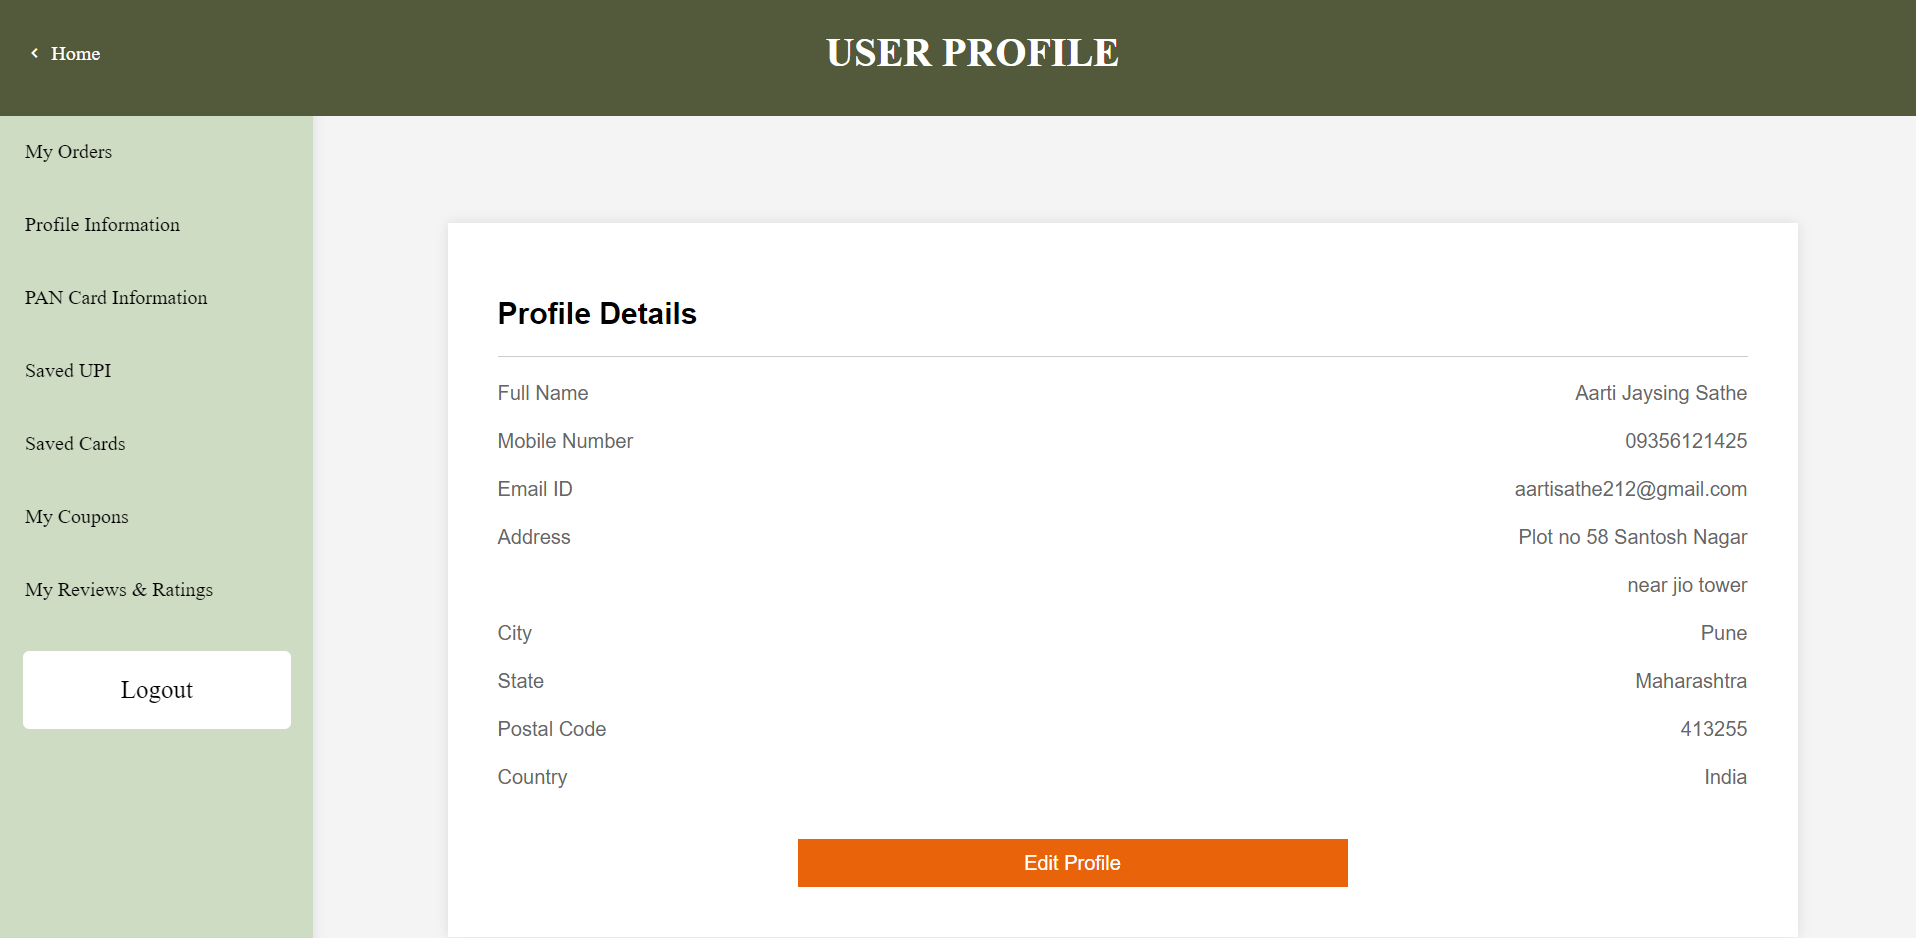 Home
USER PROFILE
My Orders
Profile Information
PAN Card Information
Saved UPI
Saved Cards
My Coupons
My Reviews & Ratings
Logout
Profile Details
Full Name Aarti Jaysing Sathe
Mobile Number 09356121425
Email ID aartisathe212@gmail.com
Address Plot no 58 Santosh Nagar
near jio tower
City Pune
State Maharashtra
Postal Code 413255
Country India
Edit Profile